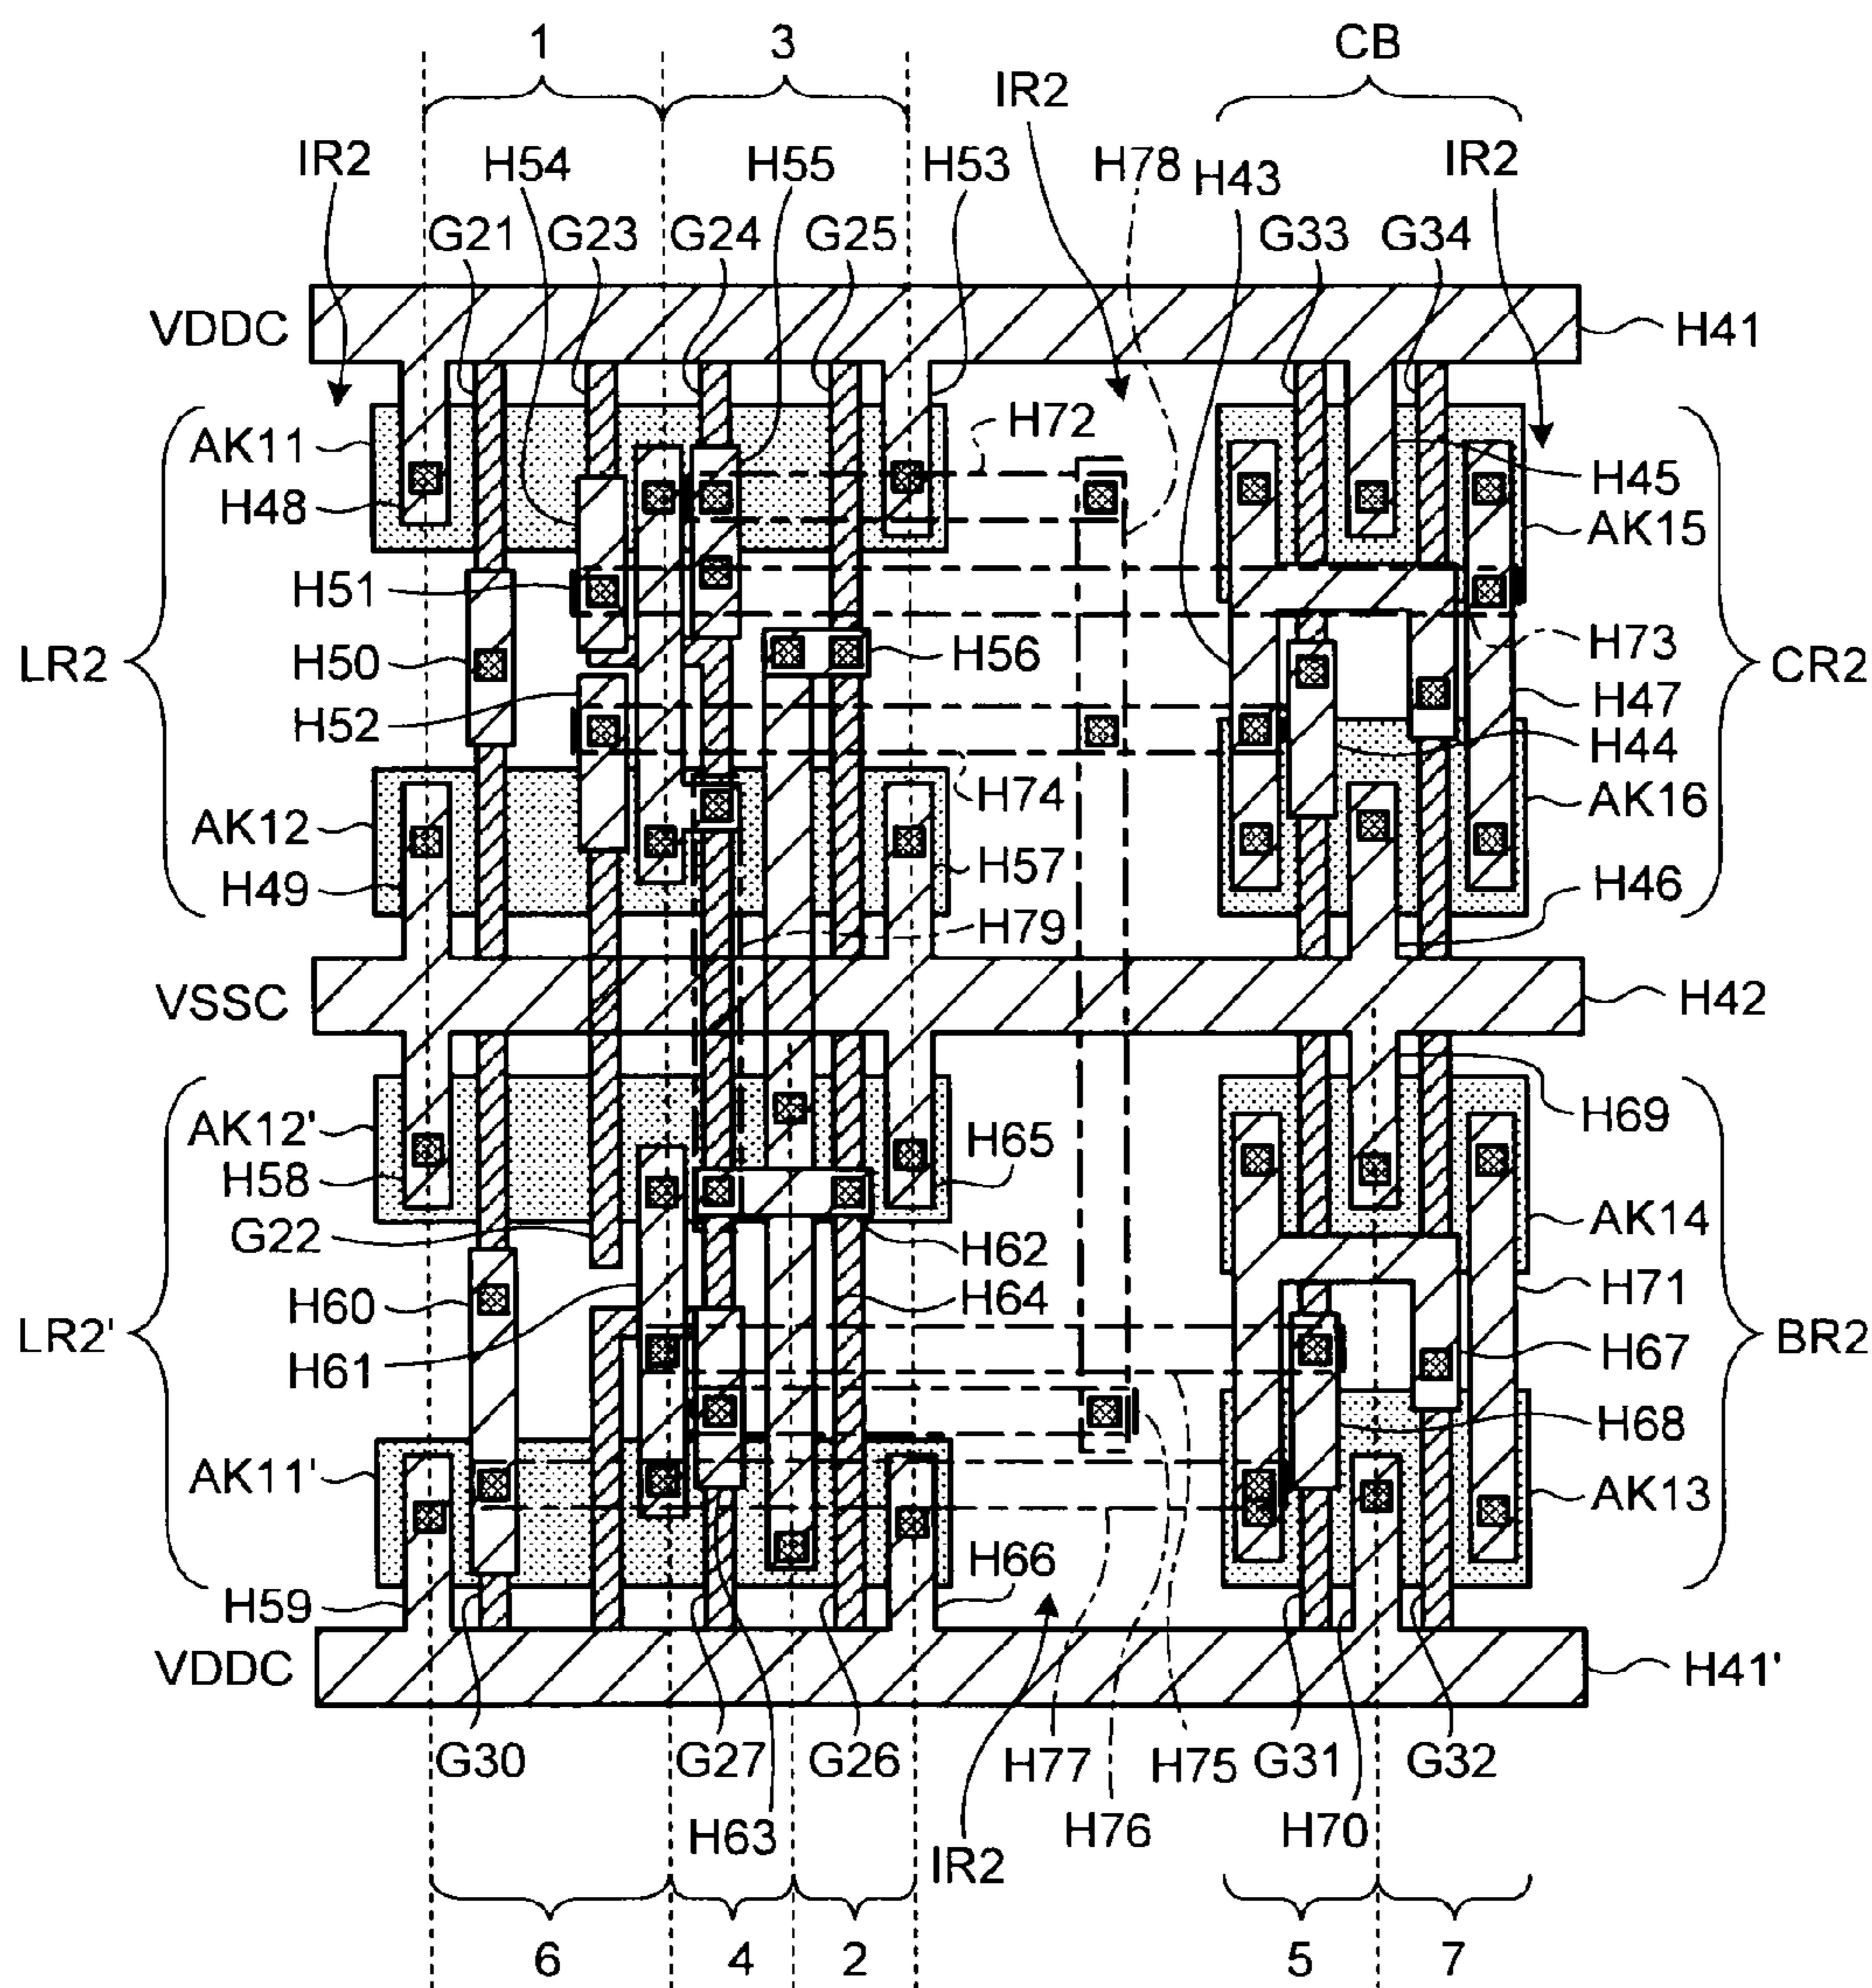 1 3 CB
IR2
IR2 H54 H55 H53 H78 H43 IR2
G21 G23 G24 G25 G33 G34
VDDC H41
AK11 H72
H48 H45
AK15
H51
LR2 H50 H56 H73 CR2
H52 H47
H44
H74
AK12 AK16
H49 H57
H79 H46
VSSC H42
AK12' H69
H58 H65
G22 H62 AK14
H60 H64 H71
LR2' H61 H67 BR2
H68
AK11' AK13
H59 H66
VDDC H41'
G30 G27 G26 H77 H75 G31 G32
H63 H76 H70
IR2
6 4 2 5 7